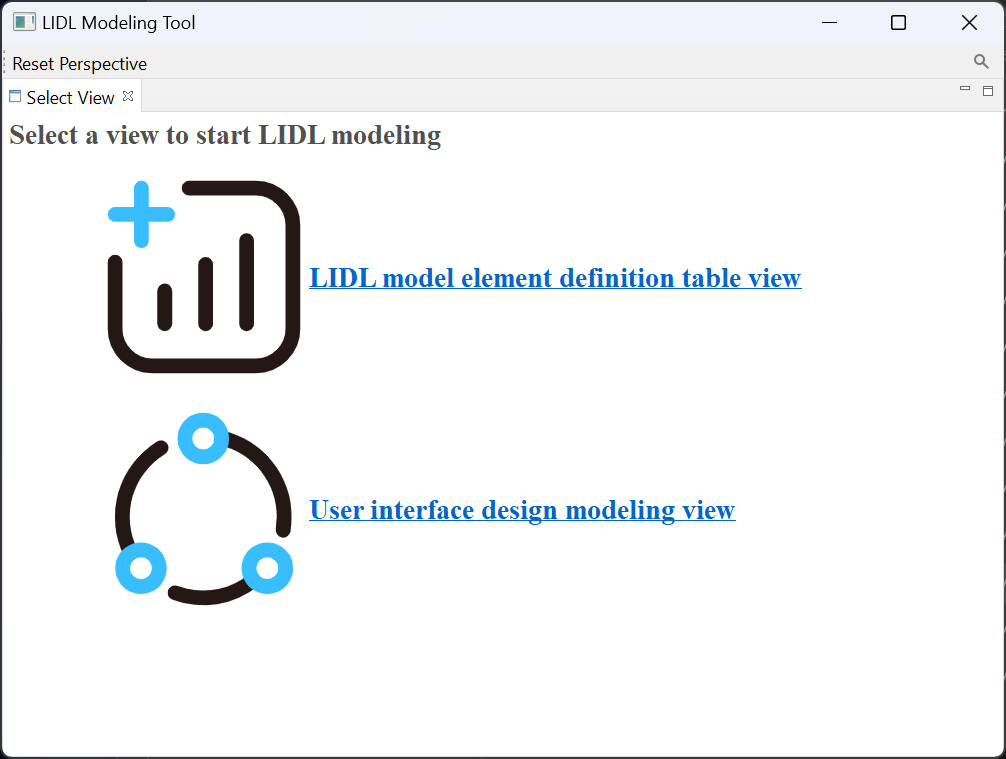 LIDL Modeling Tool
Reset Perspective
Select View
Select a view to start LIDL modeling
LIDL model element definition table view
User interface design modeling view